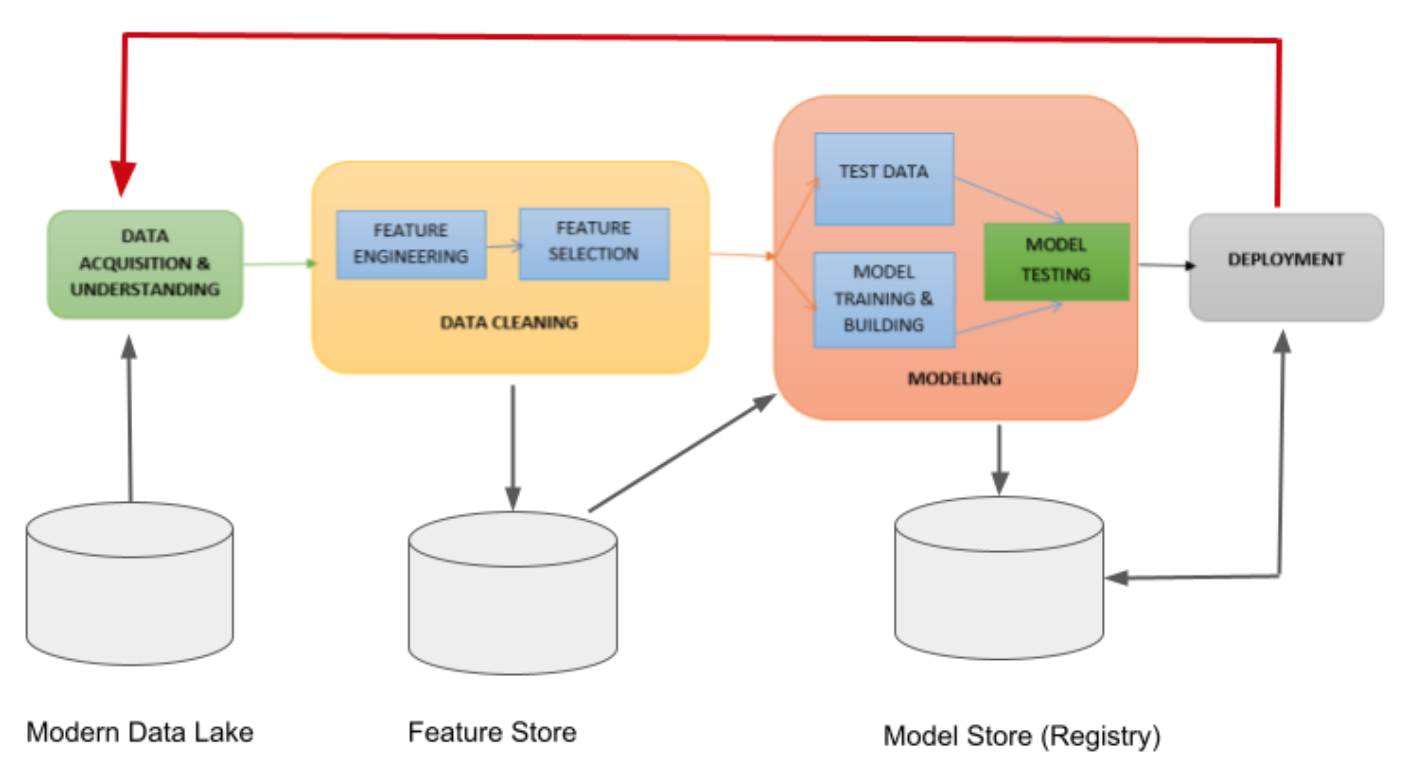 DATA
ACQUISITION &
UNDERSTANDING
FEATURE
ENGINEERING
FEATURE
SELECTION
DATA CLEANING
TEST DATA
MODEL
TRAINING &
BUILDING
MODEL
TESTING
MODELING
DEPLOYMENT
Modern Data Lake
Feature Store
Model Store (Registry)